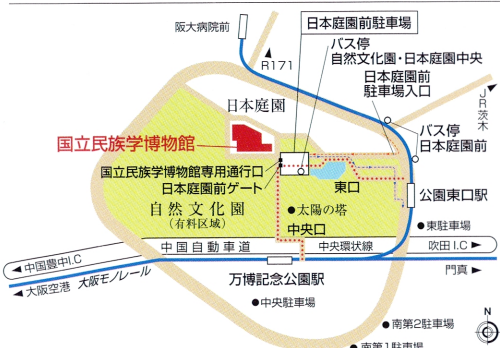 阪大病院前
日本庭園前駐車場
バス停
自然文化園・日本庭園中央
R171
日本庭園前
駐車場入口
JR茨木
日本庭園
国立民族学博物館
バス停
日本庭園前
国立民族学博物館専用通行口
日本庭園前ゲート
東口
公園東口駅
自然文化園
(有料区域)
●太陽の塔
中央口
●東駐車場
中国自動車道
中央環状線
吹田I.C
中国豊中I.C
大阪空港
大阪モノレール
門真
万博記念公園駅
●中央駐車場
N
●南第2駐車場
●南第1駐車場